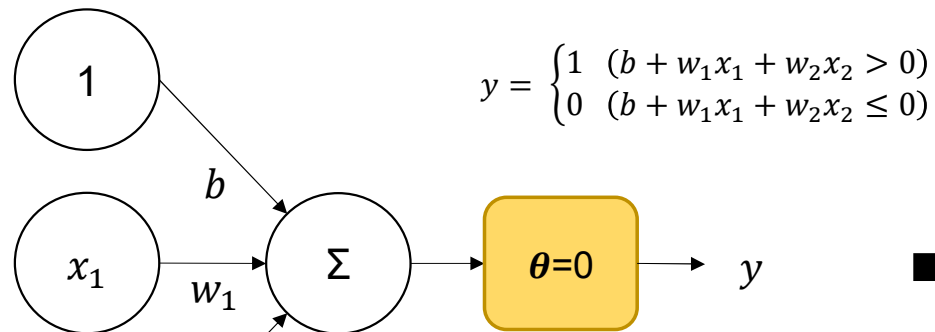 1
y = {1 (b + w₁x₁ + w₂x₂ > 0)
0 (b + w₁x₁ + w₂x₂ ≤ 0)
b
x₁
w₁
Σ
θ=0
y